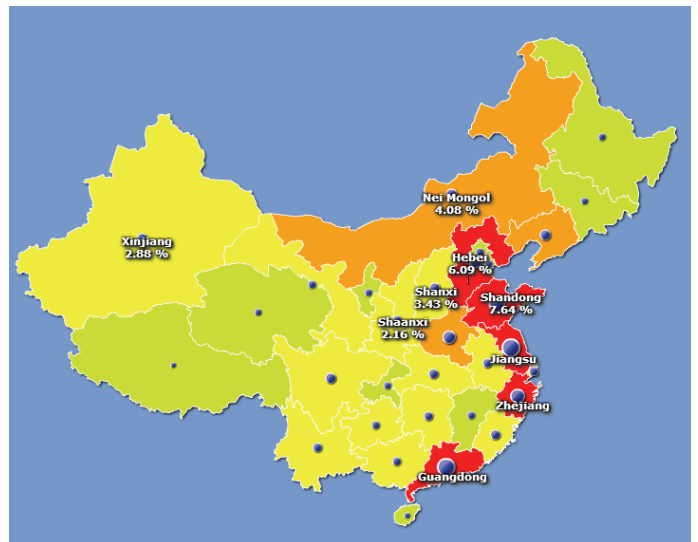 Nei Mongol
4.08 %
Xinjiang
2.88 %
Hebei
6.09 %
Shanxi
3.43 %
Shandong
7.64 %
Shaanxi
2.16 %
Jiangsu
Zhejiang
Guangdong